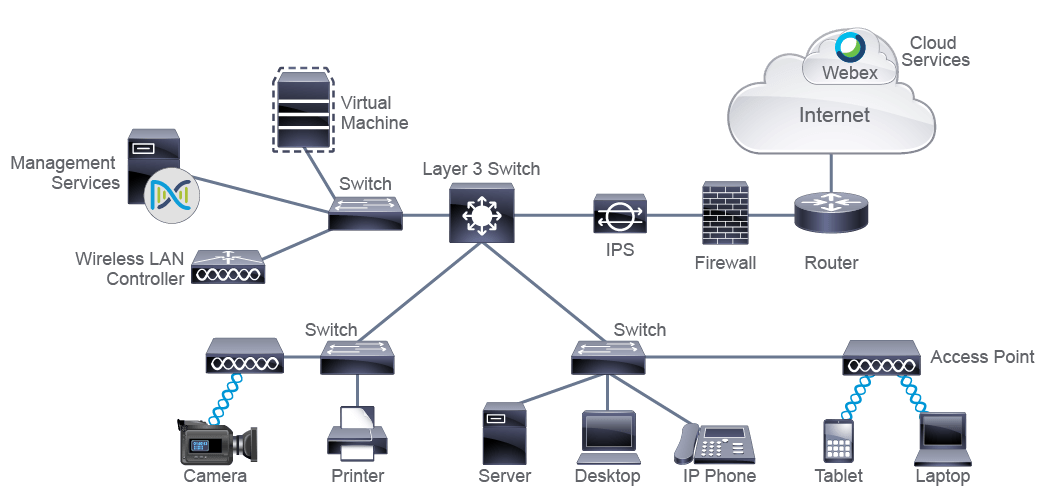 Cloud
Services
Webex
Internet
Virtual
Machine
Management
Services
Switch
Layer 3 Switch
IPS
Firewall
Router
Wireless LAN
Controller
Switch
Switch
Access Point
Camera
Printer
Server
Desktop
IP Phone
Tablet
Laptop